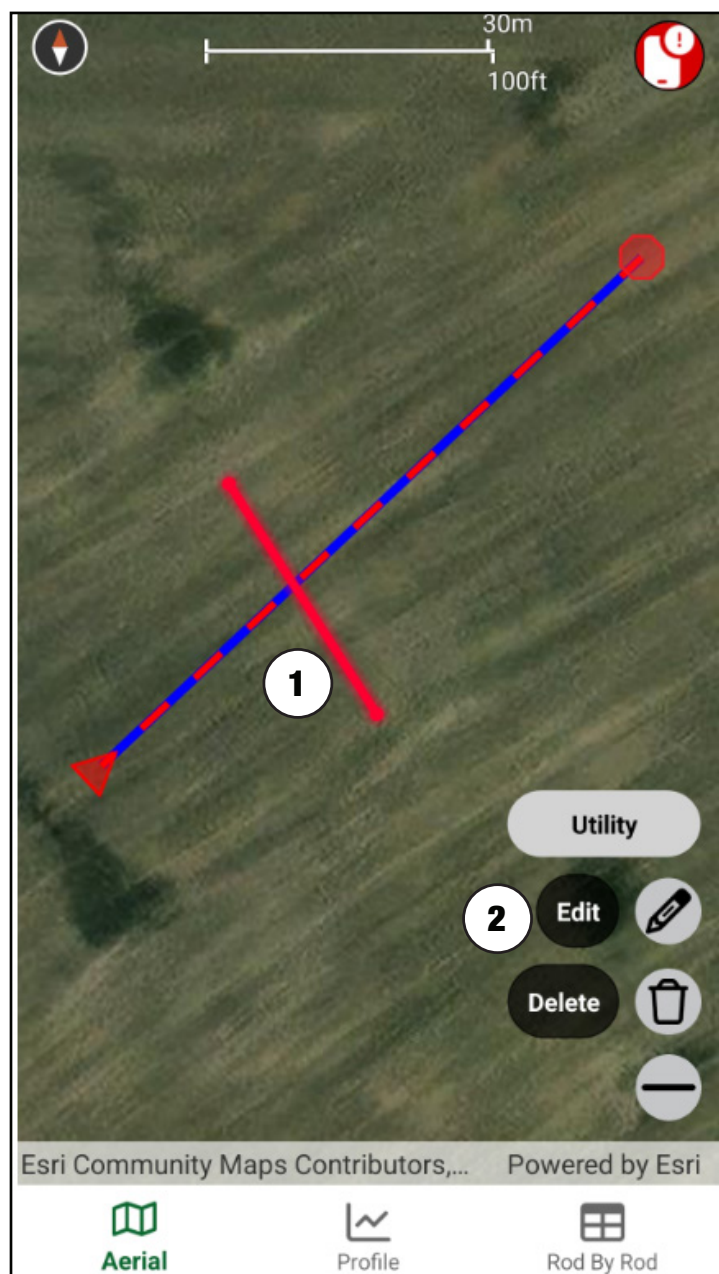 30m
100ft
!
1
Utility
2 Edit
Delete
Esri Community Maps Contributors,... Powered by Esri
Aerial Profile Rod By Rod